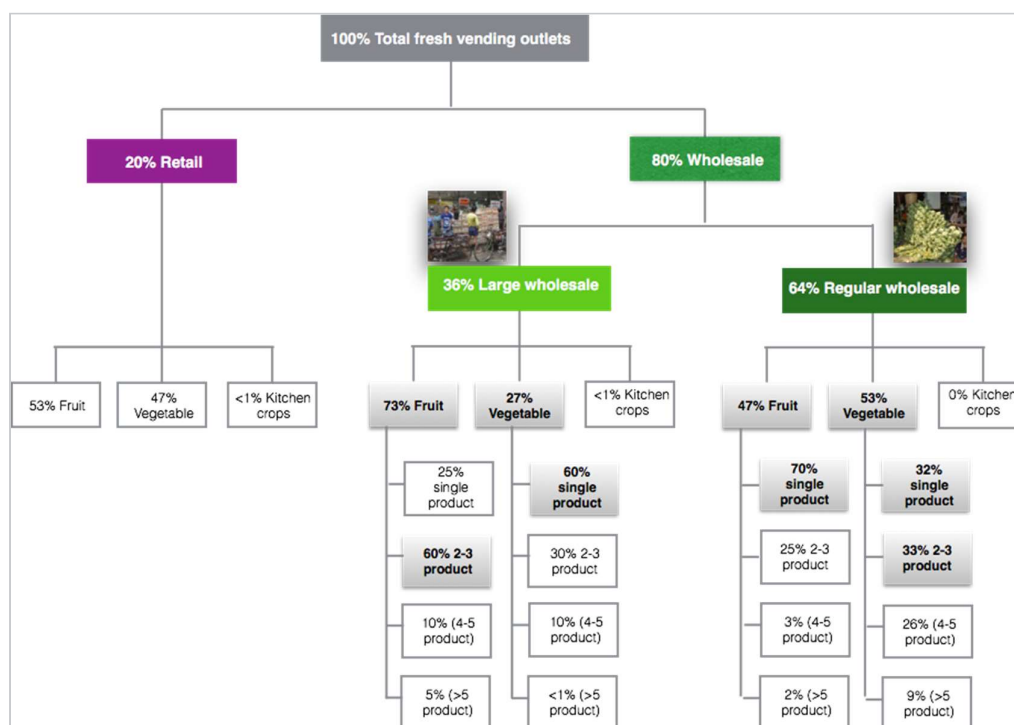 100% Total fresh vending outlets
20% Retail
80% Wholesale
36% Large wholesale
64% Regular wholesale
53% Fruit
47%
Vegetable
<1% Kitchen
crops
73% Fruit
27%
Vegetable
<1% Kitchen
crops
47% Fruit
53%
Vegetable
0% Kitchen
crops
25%
single
product
60%
single
product
70%
single
product
32%
single
product
60% 2-3
product
30% 2-3
product
25% 2-3
product
33% 2-3
product
10% (4-5
product)
10% (4-5
product)
3% (4-5
product)
26% (4-5
product)
5% (>5
product)
<1% (>5
product)
2% (>5
product)
9% (>5
product)